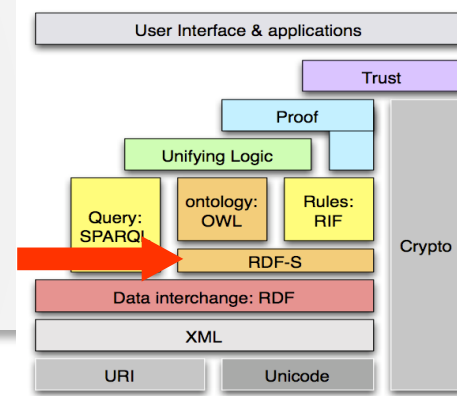 User Interface & applications
Trust
Proof
Unifying Logic
Query:
SPARQL
ontology:
OWL
Rules:
RIF
Crypto
RDF-S
Data interchange: RDF
XML
URI
Unicode